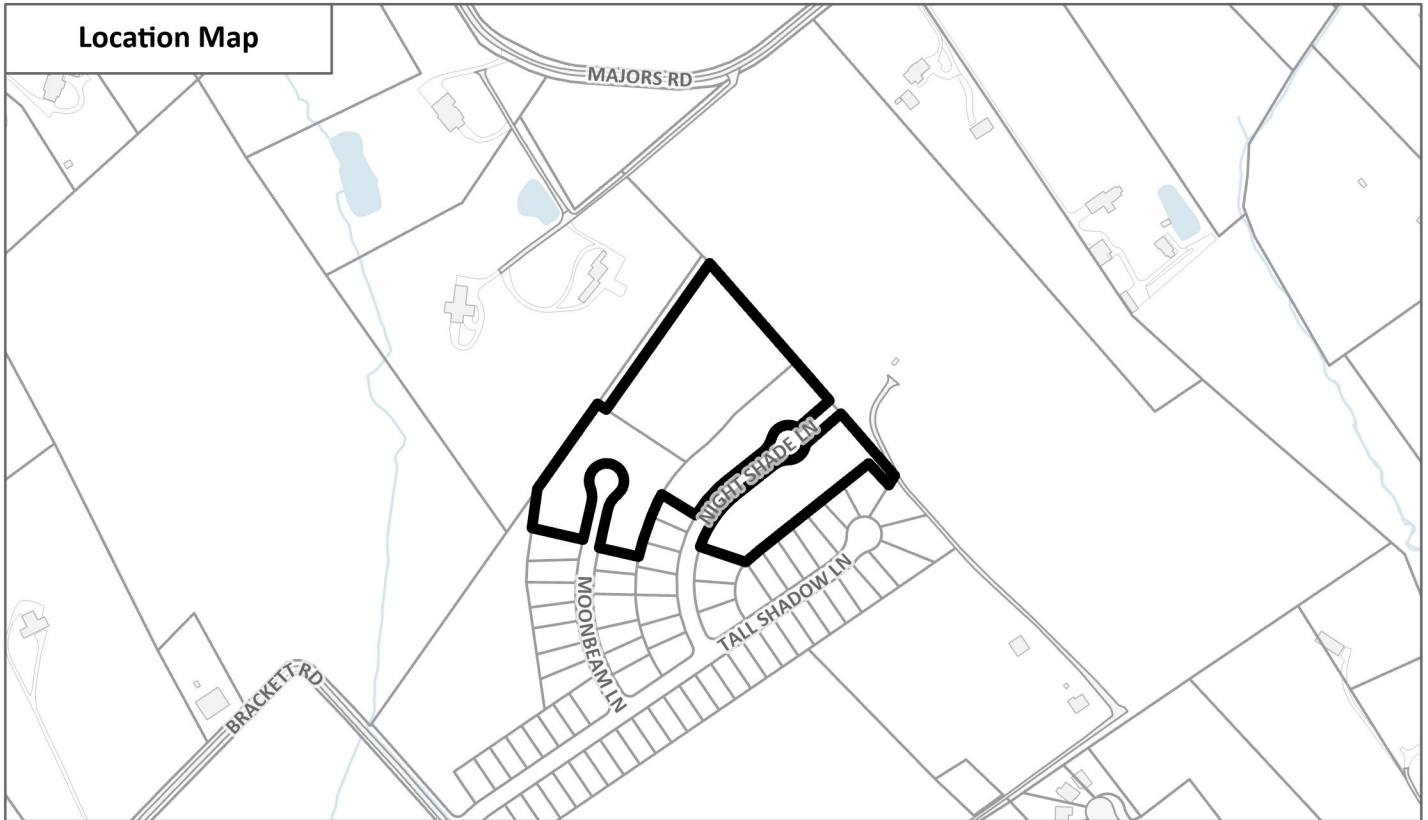 Location Map
MAJORS RD
NIGHT SHADE LN
TALL SHADOW LN
MOONBEAM LN
BRACKETT RD